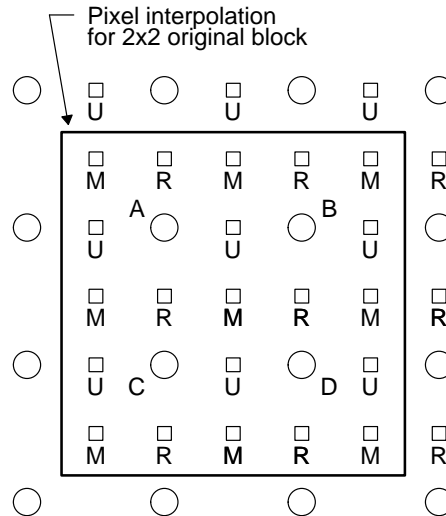 Pixel interpolation
for 2x2 original block
U U U
M R M R M R
A B
U U U
M R M R M R
U C U D U
M R M R M R